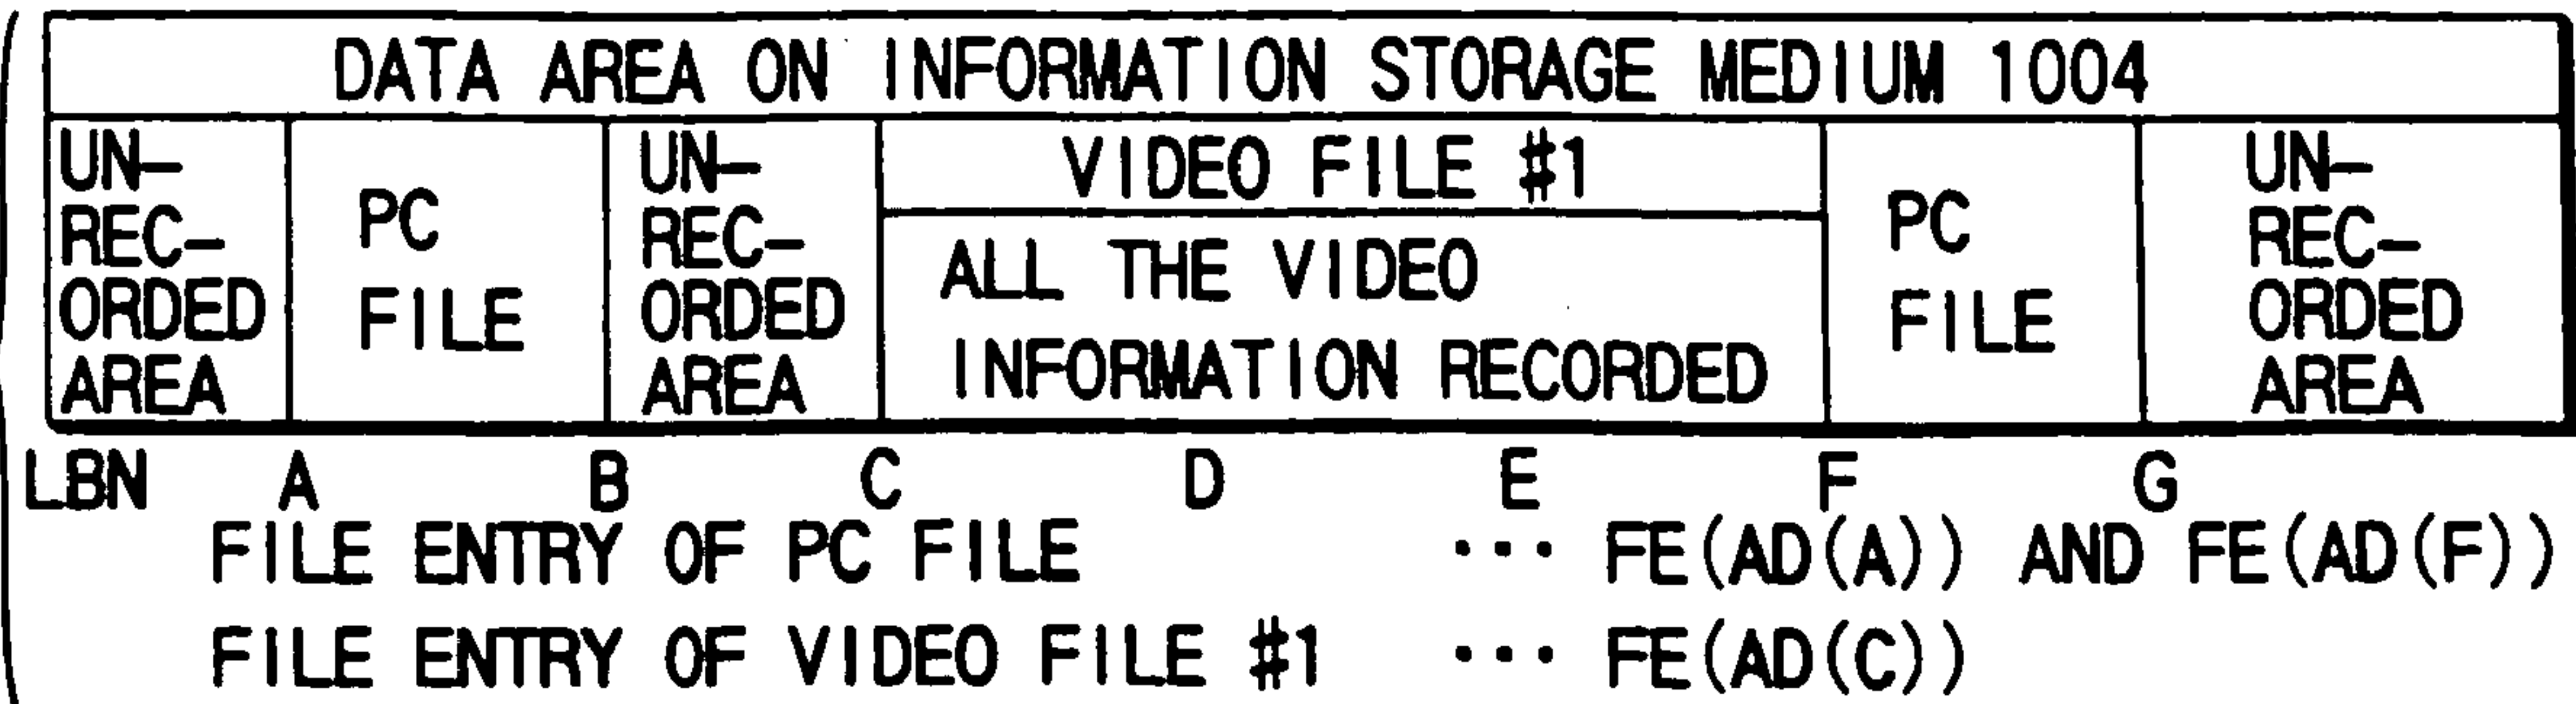 DATA AREA ON INFORMATION STORAGE MEDIUM 1004
UN-
REC-
ORDED
AREA
PC
FILE
UN-
REC-
ORDED
AREA
VIDEO FILE #1
ALL THE VIDEO
INFORMATION RECORDED
PC
FILE
UN-
REC-
ORDED
AREA
LBN A B C D E F G
FILE ENTRY OF PC FILE ··· FE(AD(A)) AND FE(AD(F))
FILE ENTRY OF VIDEO FILE #1 ··· FE(AD(C))